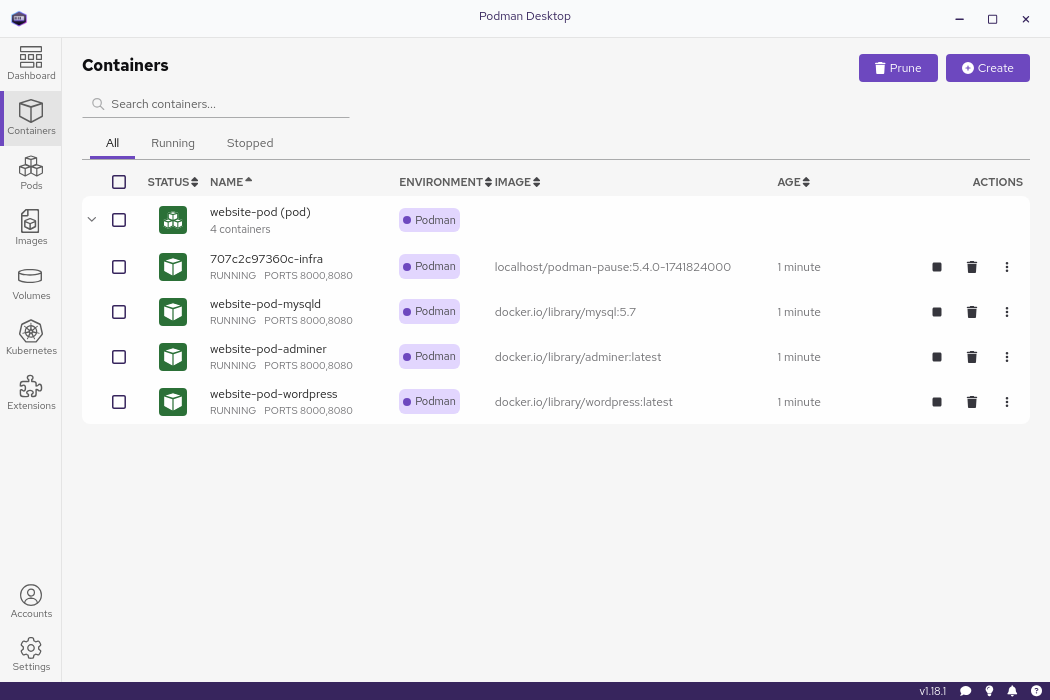 Podman Desktop
Dashboard
Containers
Pods
Images
Volumes
Kubernetes
Extensions
Accounts
Settings
Containers
Prune
Create
Search containers...
All Running Stopped
STATUS NAME ENVIRONMENT IMAGE AGE ACTIONS
website-pod (pod)
4 containers
Podman
707c2c97360c-infra
RUNNING PORTS 8000,8080
Podman
localhost/podman-pause:5.4.0-1741824000
1 minute
website-pod-mysqld
RUNNING PORTS 8000,8080
Podman
docker.io/library/mysql:5.7
1 minute
website-pod-adminer
RUNNING PORTS 8000,8080
Podman
docker.io/library/adminer:latest
1 minute
website-pod-wordpress
RUNNING PORTS 8000,8080
Podman
docker.io/library/wordpress:latest
1 minute
v1.18.1